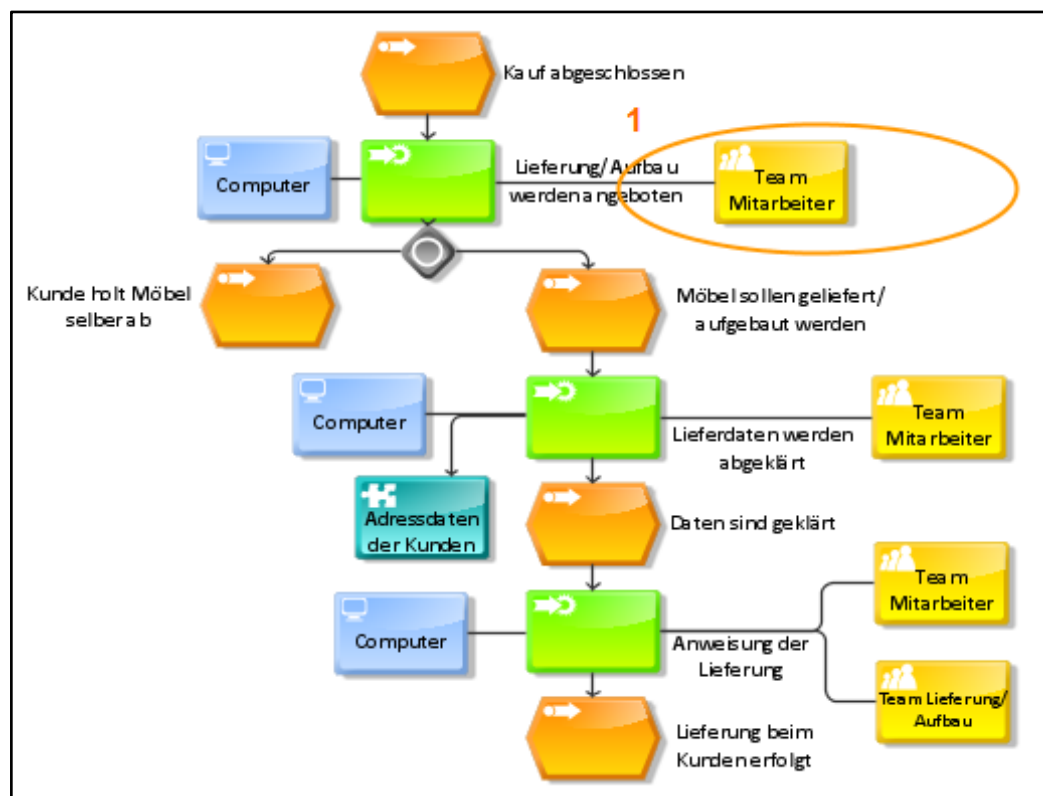 Kauf abgeschlossen
1
Computer
Lieferung/Aufbau
werden angeboten
Team
Mitarbeiter
Kunde holt Möbel
selber ab
Möbel sollen geliefert/
aufgebaut werden
Computer
Lieferdaten werden
abgeklärt
Team
Mitarbeiter
Adressdaten
der Kunden
Daten sind geklärt
Computer
Anweisung der
Lieferung
Team
Mitarbeiter
Team Lieferung/
Aufbau
Lieferung beim
Kunden erfolgt